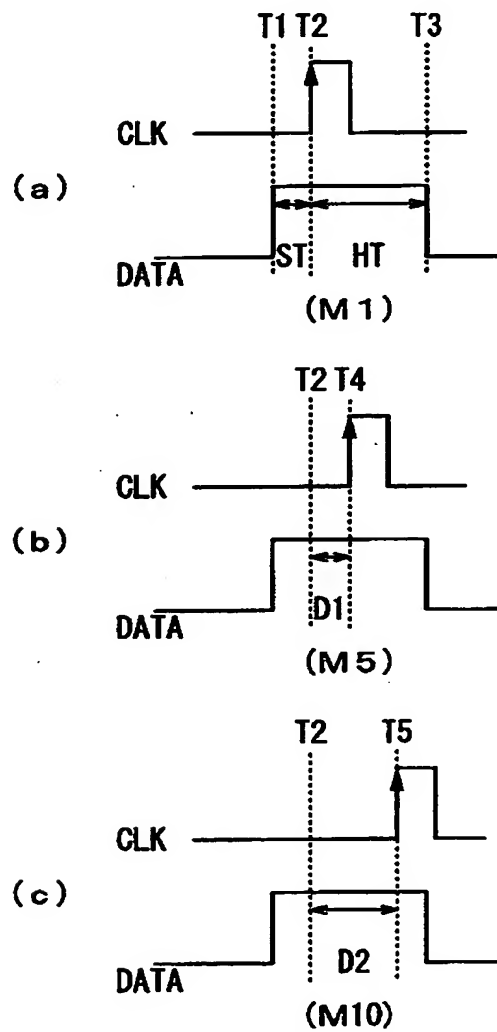 T1 T2 T3
CLK
(a)
ST HT
DATA
(M1)
T2 T4
CLK
(b)
D1
DATA
(M5)
T2 T5
CLK
(c)
D2
DATA
(M10)